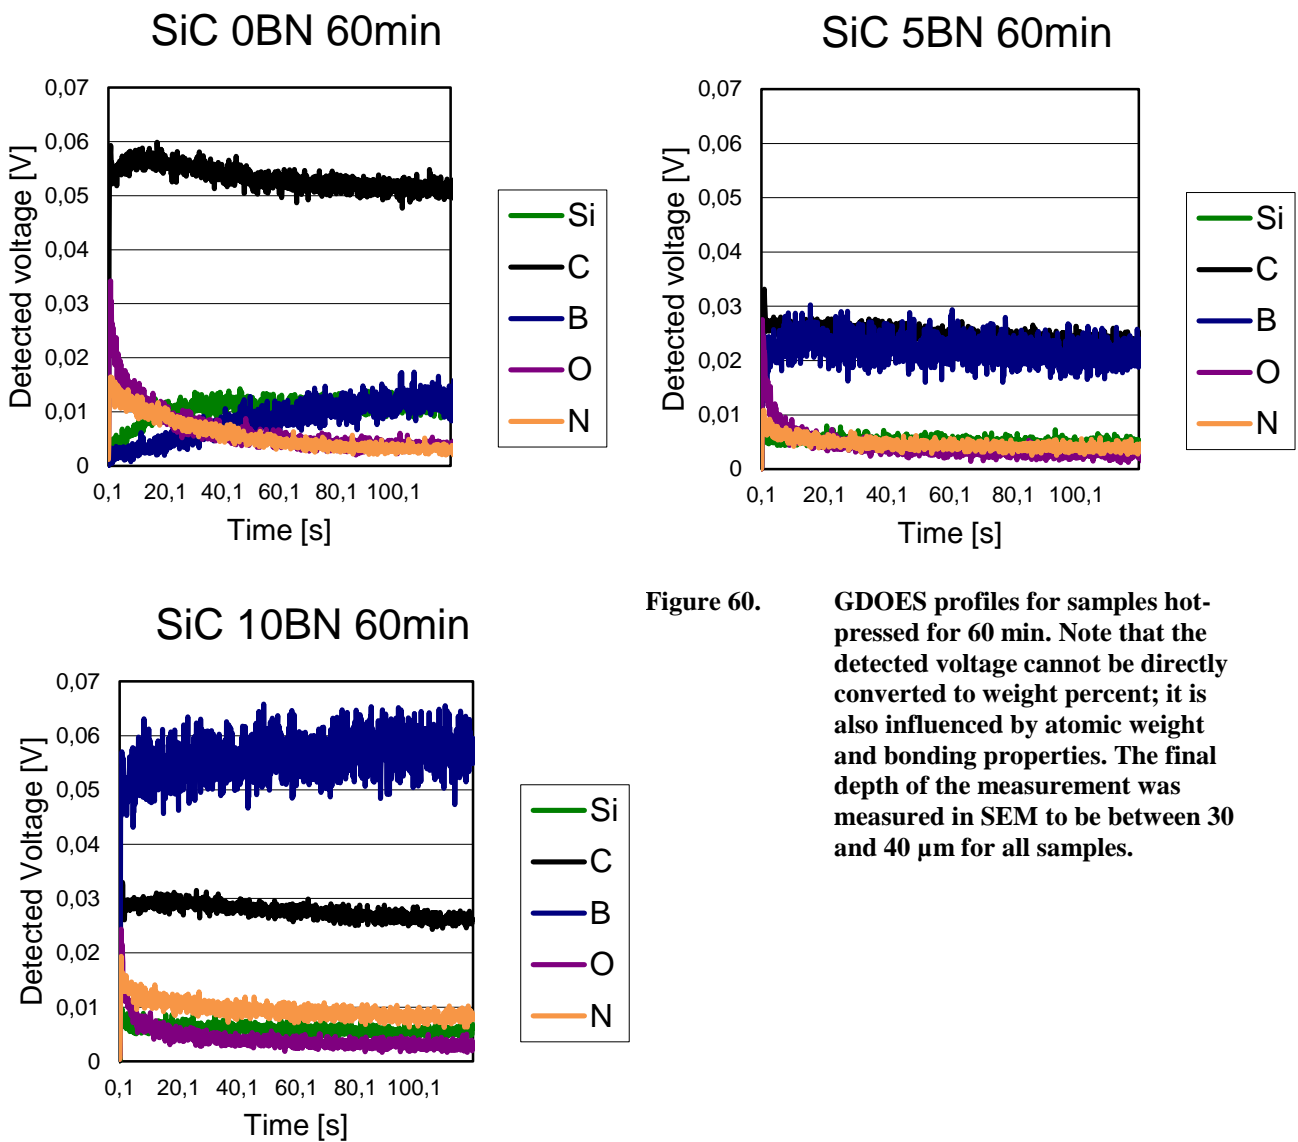 SiC 0BN 60min
0,07
0,06
0,05
0,04
0,03
0,02
0,01
0
Detected voltage [V]
0,1 20,1 40,1 60,1 80,1 100,1
Time [s]
Si
C
B
O
N
SiC 5BN 60min
0,07
0,06
0,05
0,04
0,03
0,02
0,01
0
Detected voltage [V]
0,1 20,1 40,1 60,1 80,1 100,1
Time [s]
Si
C
B
O
N
SiC 10BN 60min
0,07
0,06
0,05
0,04
0,03
0,02
0,01
0
Detected Voltage [V]
0,1 20,1 40,1 60,1 80,1 100,1
Time [s]
Si
C
B
O
N
Figure 60. GDOES profiles for samples hot-
pressed for 60 min. Note that the
detected voltage cannot be directly
converted to weight percent; it is
also influenced by atomic weight
and bonding properties. The final
depth of the measurement was
measured in SEM to be between 30
and 40 µm for all samples.